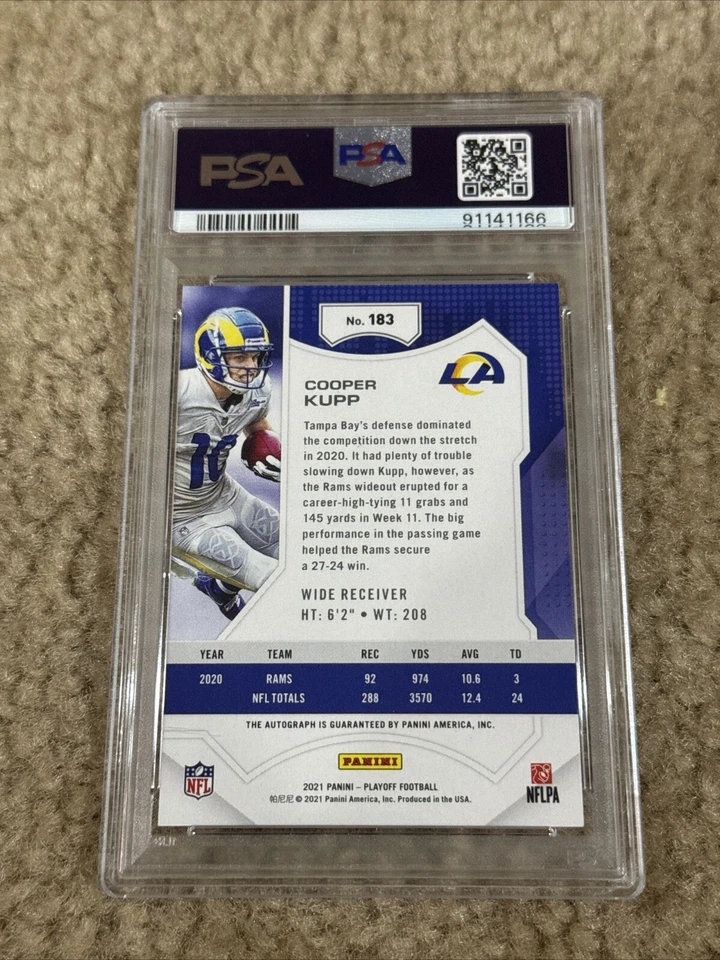 PSA
PSA
91141166
No. 183
LA
COOPER
KUPP
Tampa Bay's defense dominated
the competition down the stretch
in 2020. It had plenty of trouble
slowing down Kupp, however, as
the Rams wideout erupted for a
career-high-tying 11 grabs and
145 yards in Week 11. The big
performance in the passing game
helped the Rams secure
a 27-24 win.
WIDE RECEIVER
HT: 6'2" • WT: 208
YEAR TEAM REC YDS AVG TD
2020 RAMS 92 974 10.6 3
NFL TOTALS 288 3570 12.4 24
THE AUTOGRAPH IS GUARANTEED BY PANINI AMERICA, INC.
PANINI
NFL
2021 PANINI – PLAYOFF FOOTBALL
帕尼尼 © 2021 Panini America, Inc. Produced in the USA.
NFLPA
10